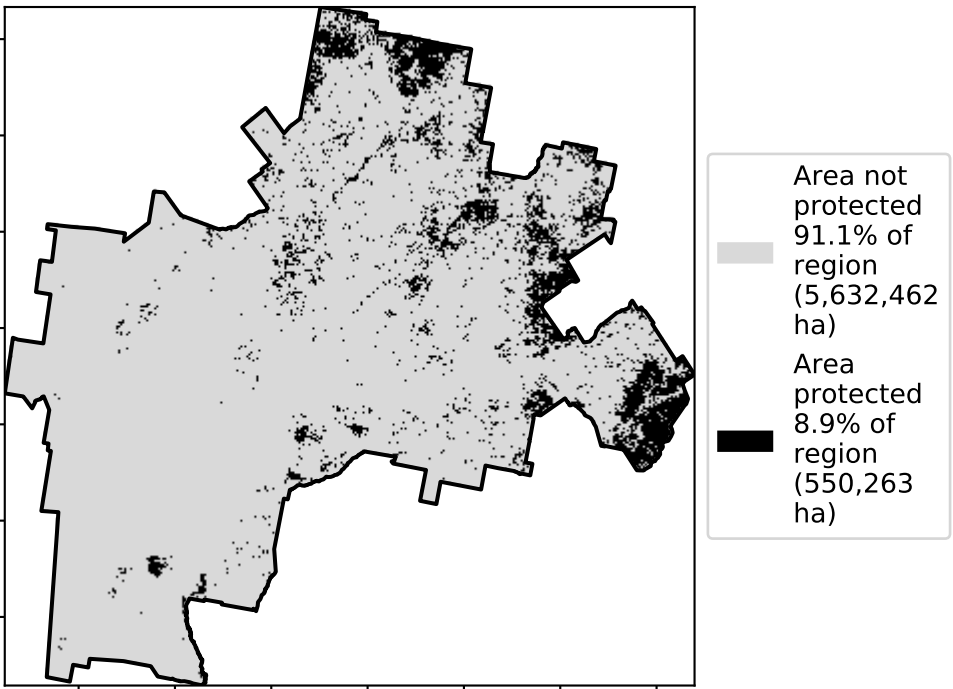 Area not
protected
91.1% of
region
(5,632,462
ha)
Area
protected
8.9% of
region
(550,263
ha)